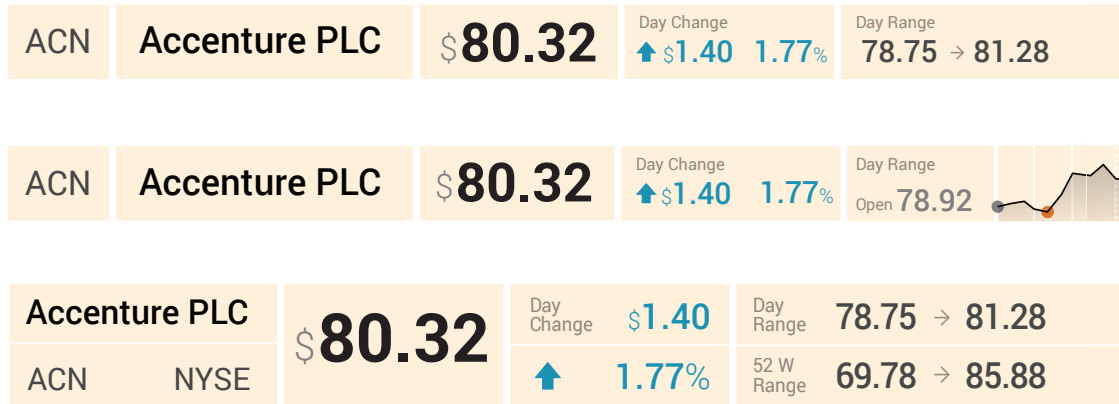 ACN Accenture PLC $80.32 Day Change $1.40 1.77% Day Range 78.75 → 81.28
ACN Accenture PLC $80.32 Day Change $1.40 1.77% Day Range Open 78.92
Accenture PLC $80.32 Day Change $1.40 Day Range 78.75 → 81.28
ACN NYSE 1.77% 52 W Range 69.78 → 85.88